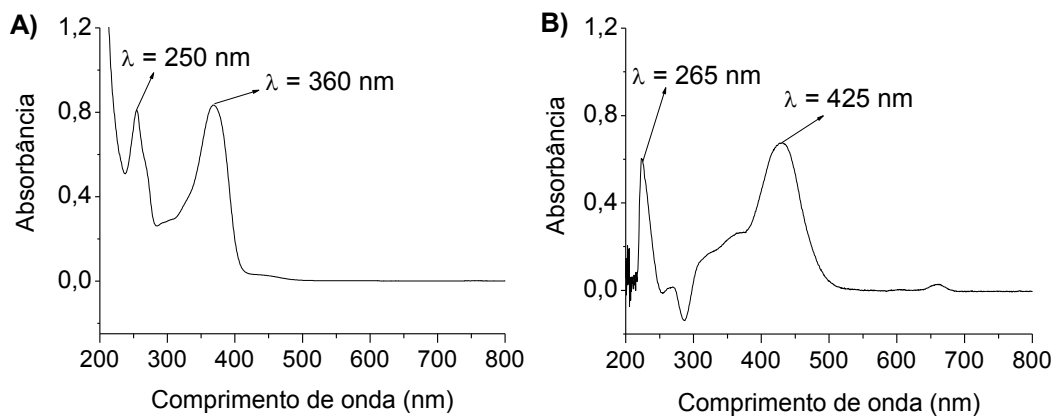 A)
λ = 250 nm
λ = 360 nm
Absorbância
1,2
0,8
0,4
0,0
200 300 400 500 600 700 800
Comprimento de onda (nm)
B)
λ = 265 nm
λ = 425 nm
Absorbância
1,2
0,8
0,4
0,0
200 300 400 500 600 700 800
Comprimento de onda (nm)